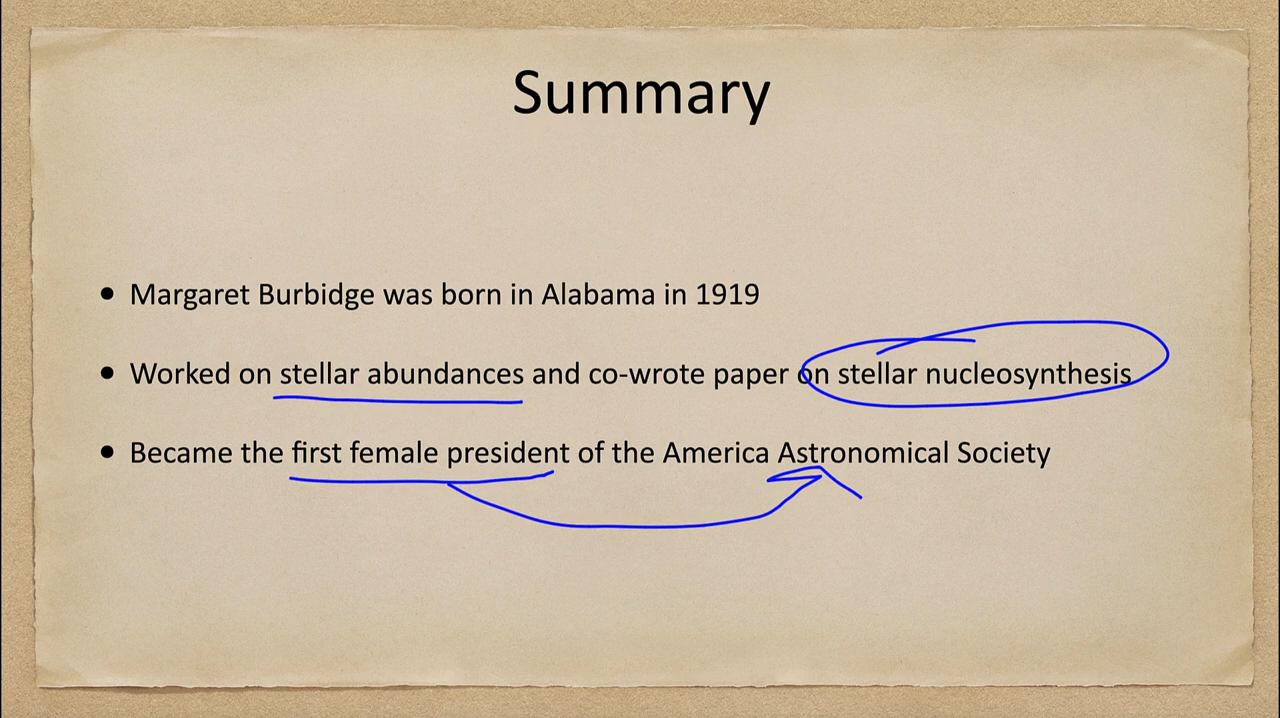 Summary
• Margaret Burbidge was born in Alabama in 1919
• Worked on stellar abundances and co-wrote paper on stellar nucleosynthesis
• Became the first female president of the America Astronomical Society